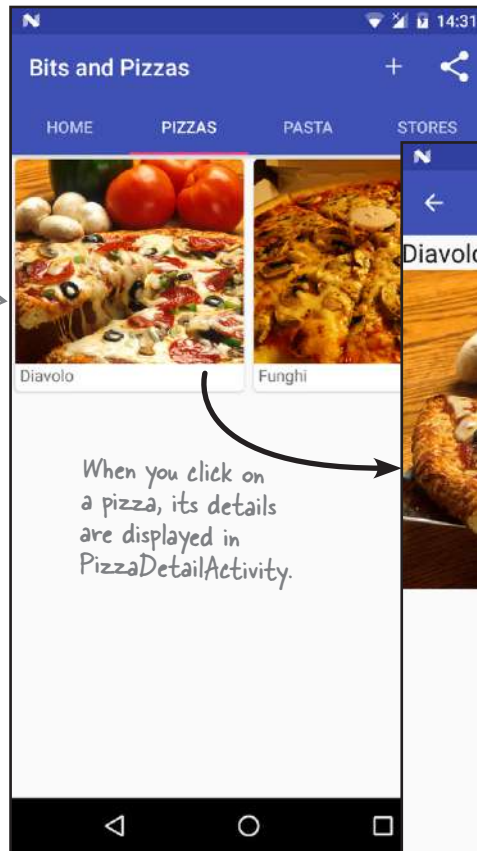 14:31
Bits and Pizzas
+
HOME PIZZAS PASTA STORES
Diavolo
Funghi
When you click on
a pizza, its details
are displayed in
PizzaDetailActivity.
Diavolo